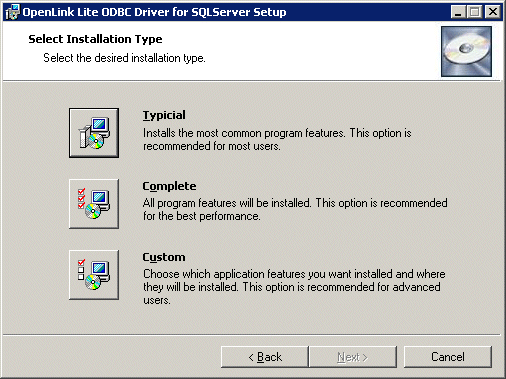 OpenLink Lite ODBC Driver for SQLServer Setup
Select Installation Type
Select the desired installation type.
Typicial
Installs the most common program features. This option is
recommended for most users.
Complete
All program features will be installed. This option is recommended
for the best performance.
Custom
Choose which application features you want installed and where
they will be installed. This option is recommended for advanced
users.
< Back
Next >
Cancel